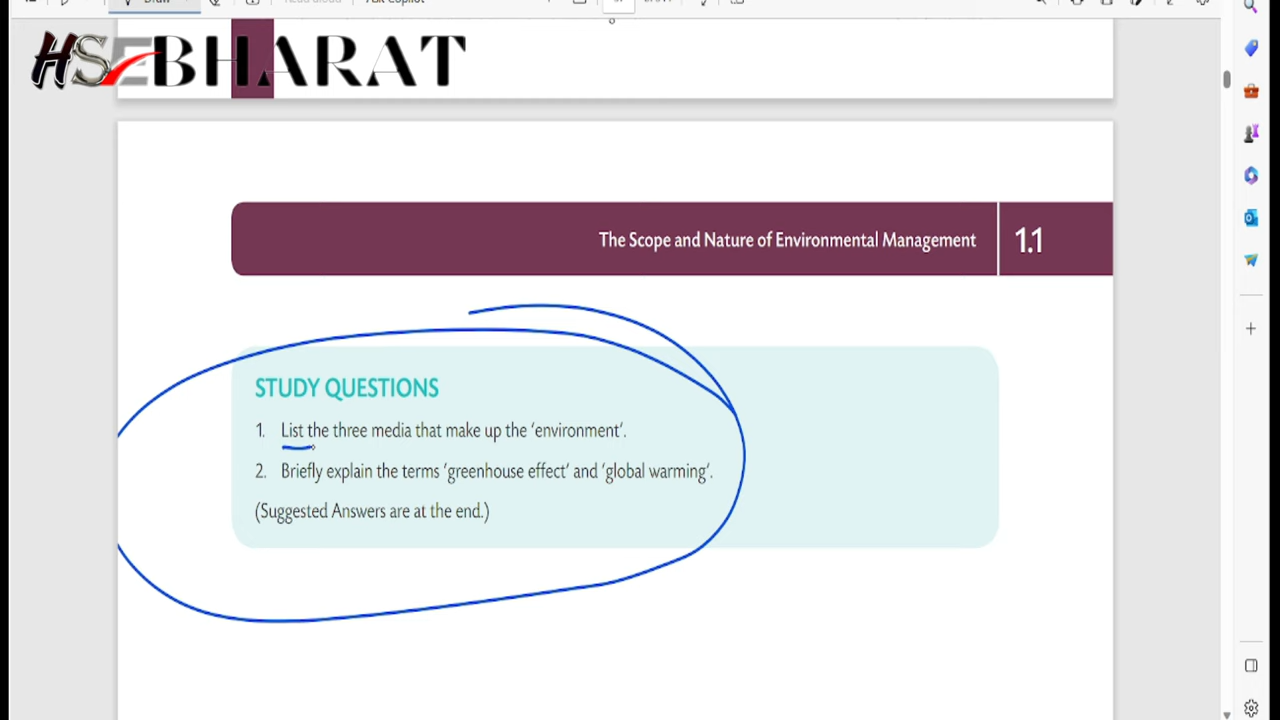 HSEBHARAT
The Scope and Nature of Environmental Management 1.1
STUDY QUESTIONS
1. List the three media that make up the ‘environment’.
2. Briefly explain the terms ‘greenhouse effect’ and ‘global warming’.
(Suggested Answers are at the end.)